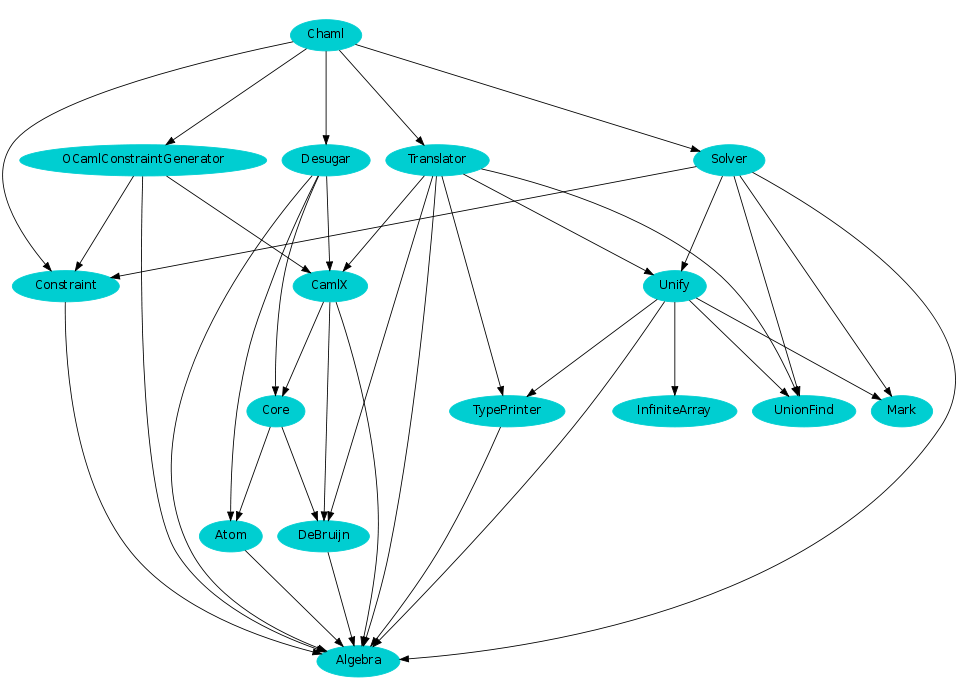 Chaml
OCamlConstraintGenerator
Desugar
Translator
Solver
Constraint
CamlX
Unify
Core
TypePrinter
InfiniteArray
UnionFind
Mark
Atom
DeBruijn
Algebra